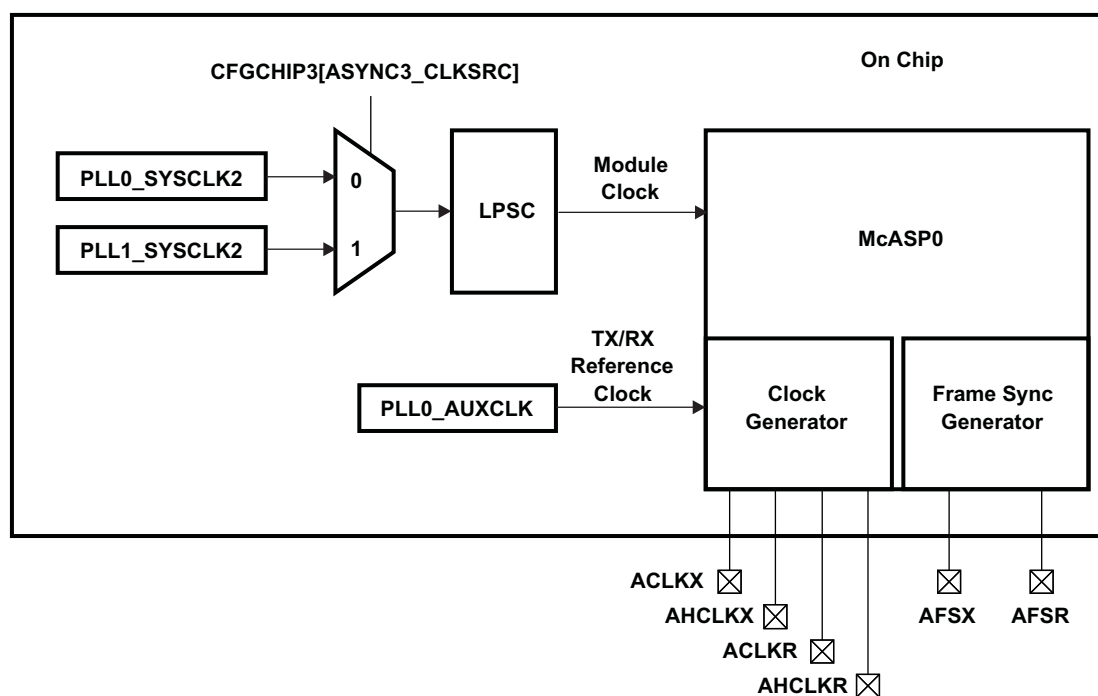 On Chip
CFGCHIP3[ASYNC3_CLKSRC]
PLL0_SYSCLK2
0
PLL1_SYSCLK2
1
LPSC
Module
Clock
McASP0
TX/RX
Reference
Clock
PLL0_AUXCLK
Clock
Generator
Frame Sync
Generator
ACLKX
AHCLKX
ACLKR
AHCLKR
AFSX
AFSR